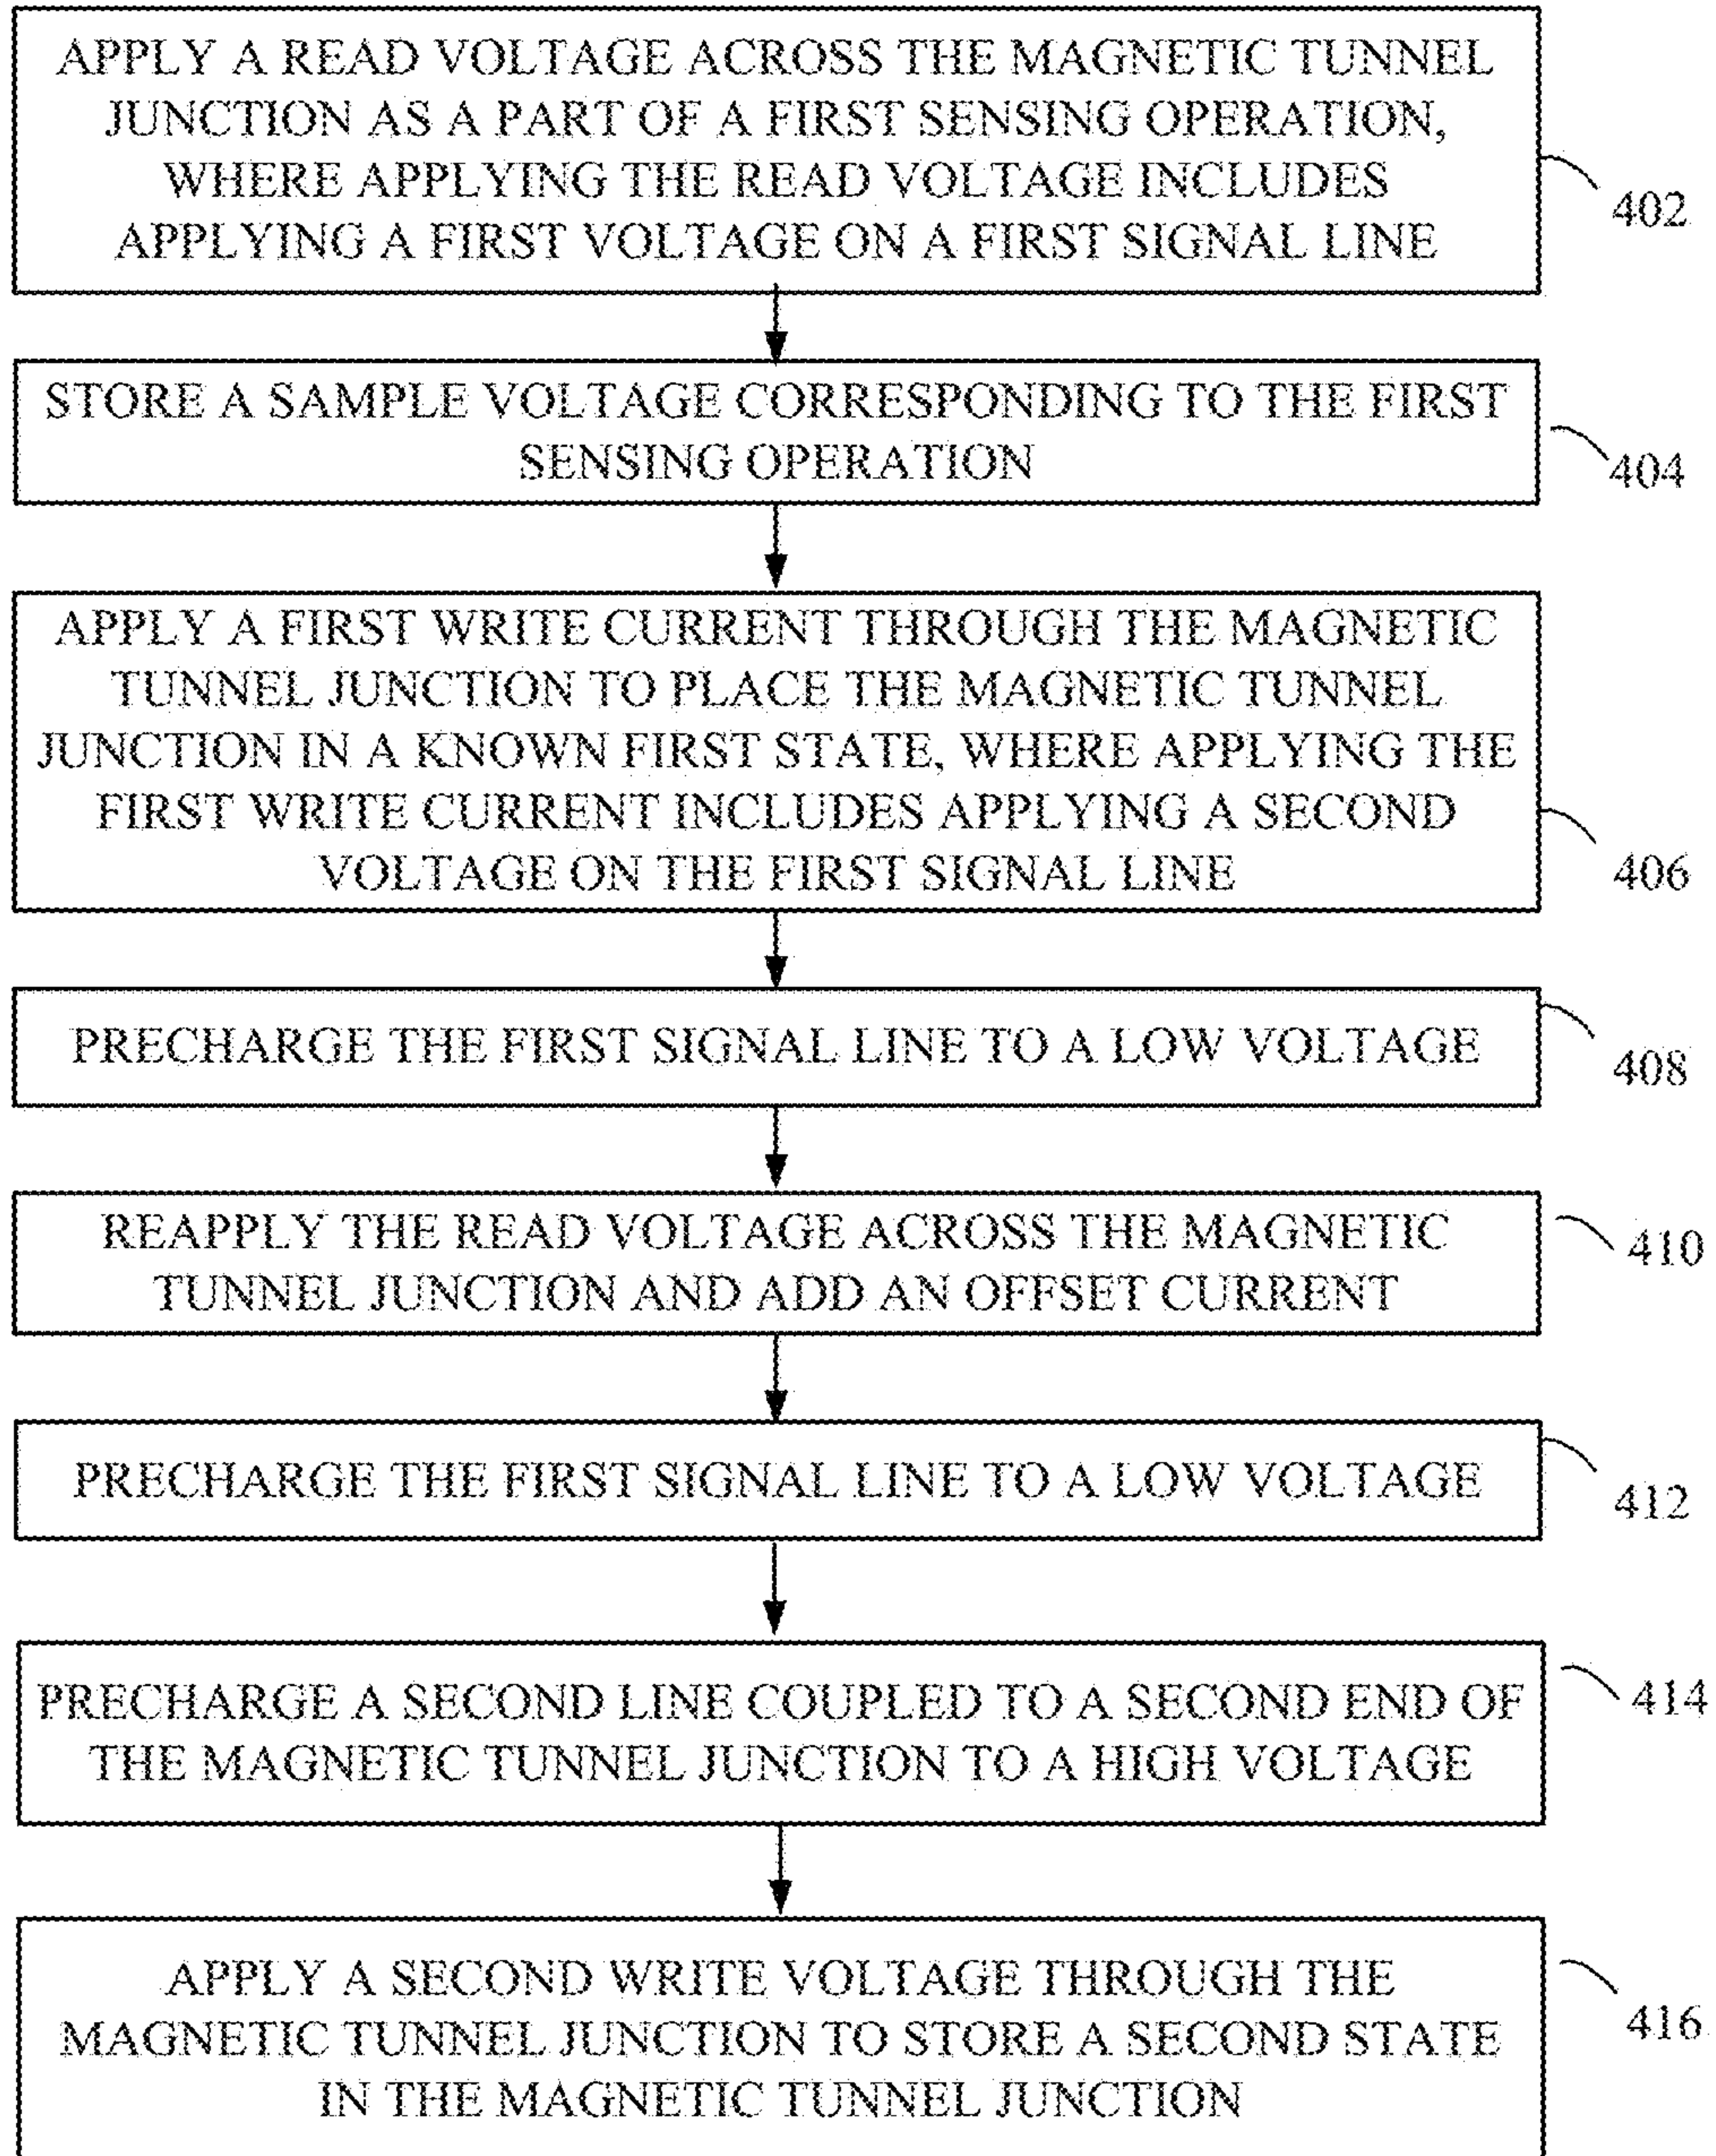 APPLY A READ VOLTAGE ACROSS THE MAGNETIC TUNNEL
JUNCTION AS A PART OF A FIRST SENSING OPERATION,
WHERE APPLYING THE READ VOLTAGE INCLUDES
APPLYING A FIRST VOLTAGE ON A FIRST SIGNAL LINE
402
STORE A SAMPLE VOLTAGE CORRESPONDING TO THE FIRST
SENSING OPERATION
404
APPLY A FIRST WRITE CURRENT THROUGH THE MAGNETIC
TUNNEL JUNCTION TO PLACE THE MAGNETIC TUNNEL
JUNCTION IN A KNOWN FIRST STATE, WHERE APPLYING THE
FIRST WRITE CURRENT INCLUDES APPLYING A SECOND
VOLTAGE ON THE FIRST SIGNAL LINE
406
PRECHARGE THE FIRST SIGNAL LINE TO A LOW VOLTAGE
408
REAPPLY THE READ VOLTAGE ACROSS THE MAGNETIC
TUNNEL JUNCTION AND ADD AN OFFSET CURRENT
410
PRECHARGE THE FIRST SIGNAL LINE TO A LOW VOLTAGE
412
PRECHARGE A SECOND LINE COUPLED TO A SECOND END OF
THE MAGNETIC TUNNEL JUNCTION TO A HIGH VOLTAGE
414
APPLY A SECOND WRITE VOLTAGE THROUGH THE
MAGNETIC TUNNEL JUNCTION TO STORE A SECOND STATE
IN THE MAGNETIC TUNNEL JUNCTION
416